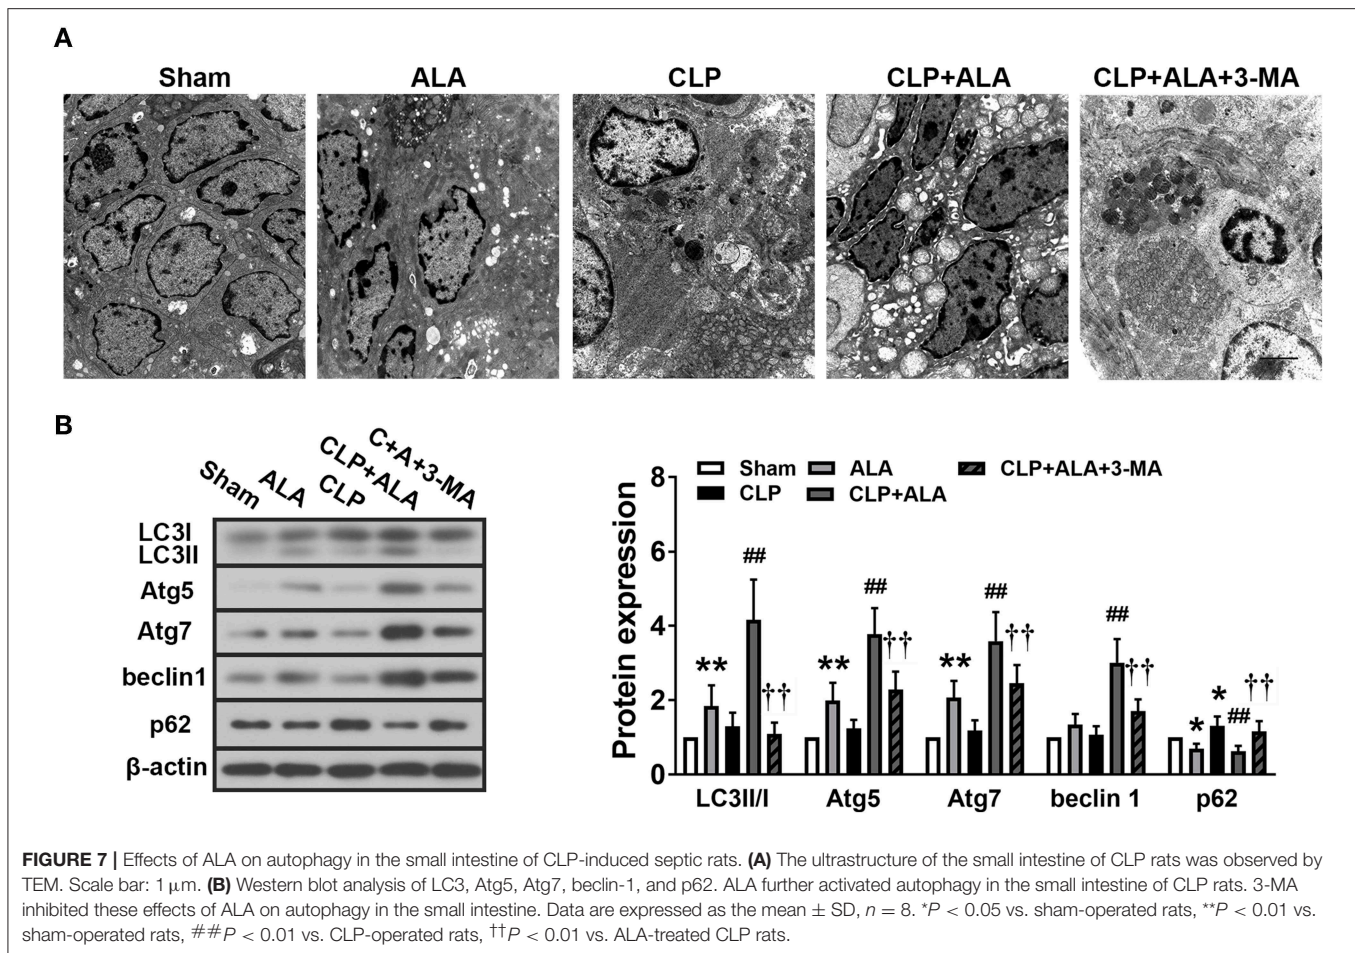 A
Sham ALA CLP CLP+ALA CLP+ALA+3-MA
B
Sham ALA CLP CLP+ALA C+A+3-MA
LC3I
LC3II
Atg5
Atg7
beclin1
p62
β-actin
Protein expression
8
6
4
2
0
Sham ALA CLP+ALA+3-MA
CLP CLP+ALA
** ## ††
** ## ††
** ## ††
## ††
* * ## ††
LC3II/I Atg5 Atg7 beclin 1 p62
FIGURE 7 | Effects of ALA on autophagy in the small intestine of CLP-induced septic rats. (A) The ultrastructure of the small intestine of CLP rats was observed by
TEM. Scale bar: 1 μm. (B) Western blot analysis of LC3, Atg5, Atg7, beclin-1, and p62. ALA further activated autophagy in the small intestine of CLP rats. 3-MA
inhibited these effects of ALA on autophagy in the small intestine. Data are expressed as the mean ± SD, n = 8. *P < 0.05 vs. sham-operated rats, **P < 0.01 vs.
sham-operated rats, ##P < 0.01 vs. CLP-operated rats, ††P < 0.01 vs. ALA-treated CLP rats.